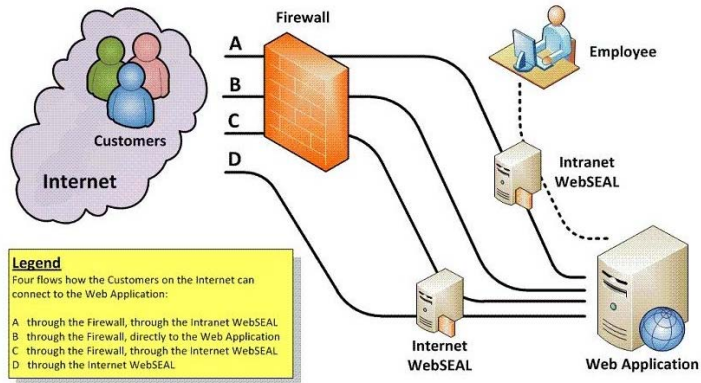 Firewall
A
B
C
D
Employee
Customers
Internet
Intranet
WebSEAL
Legend
Four flows how the Customers on the Internet can
connect to the Web Application:
A through the Firewall, through the Intranet WebSEAL
B through the Firewall, directly to the Web Application
C through the Firewall, through the Internet WebSEAL
D through the Internet WebSEAL
Internet
WebSEAL
Web Application